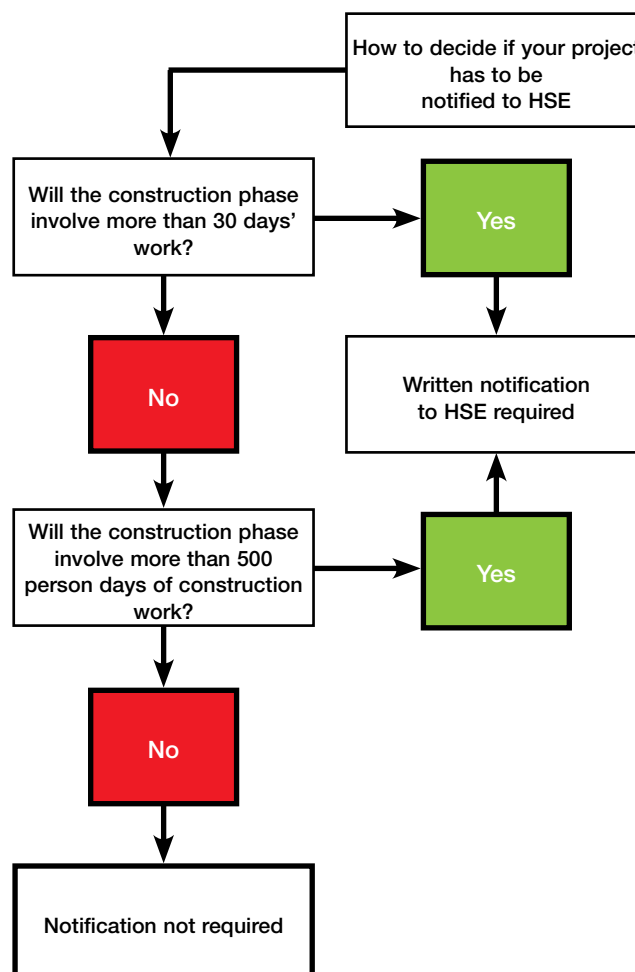 How to decide if your project
has to be
notified to HSE
Will the construction phase
involve more than 30 days’
work?
Yes
No
Written notification
to HSE required
Will the construction phase
involve more than 500
person days of construction
work?
Yes
No
Notification not required